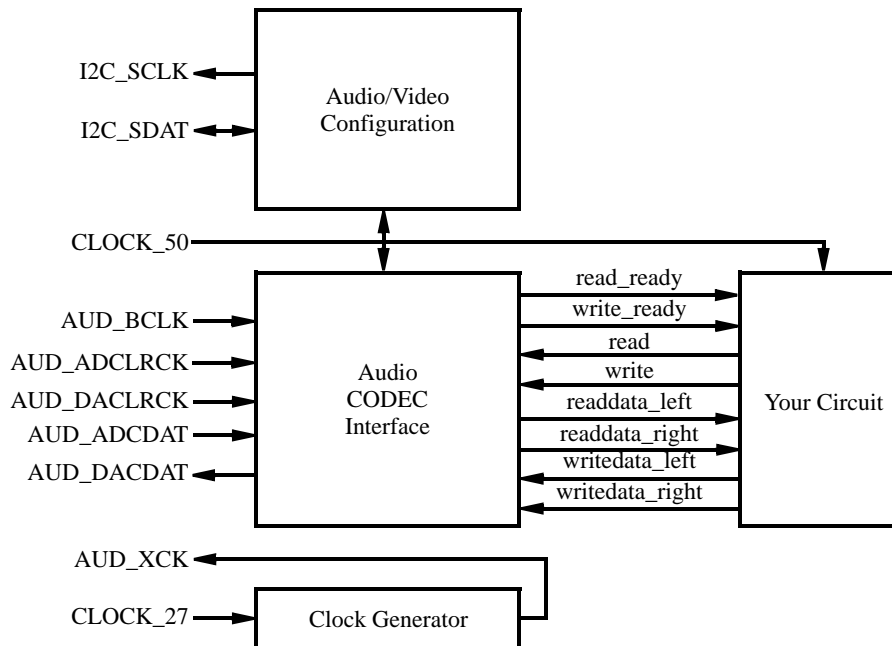 I2C_SCLK
I2C_SDAT
Audio/Video
Configuration
CLOCK_50
AUD_BCLK
AUD_ADCLRCK
AUD_DACLRCK
AUD_ADCDAT
AUD_DACDAT
Audio
CODEC
Interface
read_ready
write_ready
read
write
readdata_left
readdata_right
writedata_left
writedata_right
Your Circuit
AUD_XCK
CLOCK_27
Clock Generator